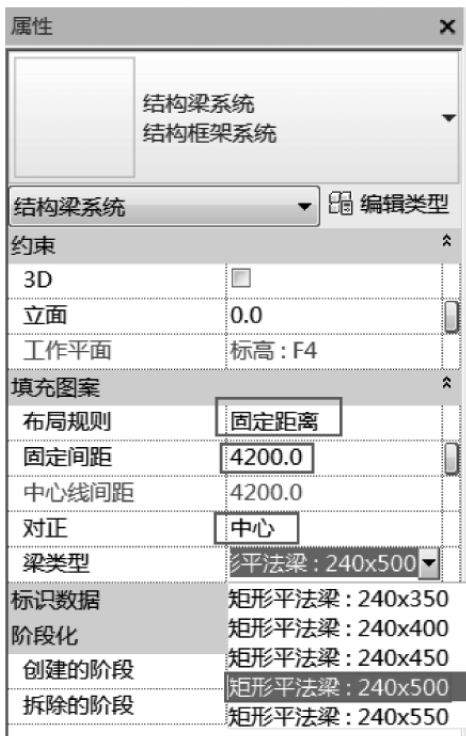 属性
结构梁系统
结构框架系统
结构梁系统 编辑类型
约束
3D
立面 0.0
工作平面 标高 : F4
填充图案
布局规则 固定距离
固定间距 4200.0
中心线间距 4200.0
对正 中心
梁类型 形平法梁 : 240x500
标识数据 矩形平法梁 : 240x350
阶段化 矩形平法梁 : 240x400
矩形平法梁 : 240x450
创建的阶段
矩形平法梁 : 240x500
拆除的阶段 矩形平法梁 : 240x550